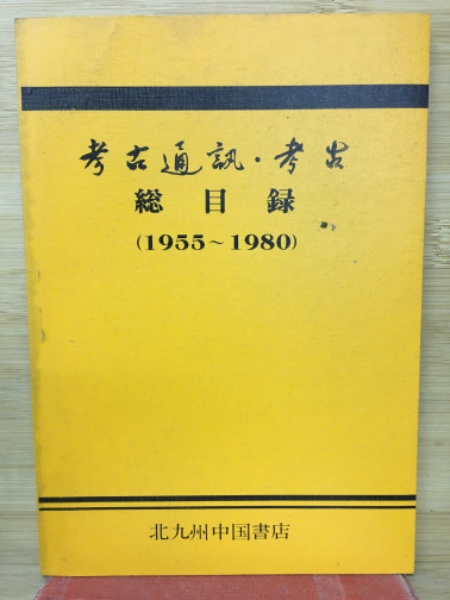 考古通訊·考古
総目録
(1955～1980)
北九州中国書店